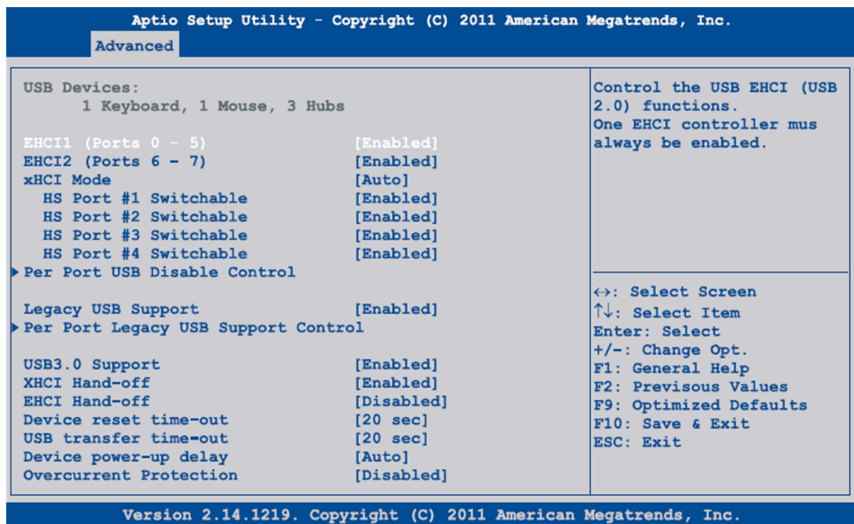 Aptio Setup Utility - Copyright (C) 2011 American Megatrends, Inc.
Advanced
USB Devices:
1 Keyboard, 1 Mouse, 3 Hubs
EHCI1 (Ports 0 - 5) [Enabled]
EHCI2 (Ports 6 - 7) [Enabled]
xHCI Mode [Auto]
HS Port #1 Switchable [Enabled]
HS Port #2 Switchable [Enabled]
HS Port #3 Switchable [Enabled]
HS Port #4 Switchable [Enabled]
Per Port USB Disable Control
Legacy USB Support [Enabled]
Per Port Legacy USB Support Control
USB3.0 Support [Enabled]
XHCI Hand-off [Enabled]
EHCI Hand-off [Disabled]
Device reset time-out [20 sec]
USB transfer time-out [20 sec]
Device power-up delay [Auto]
Overcurrent Protection [Disabled]
Control the USB EHCI (USB
2.0) functions.
One EHCI controller mus
always be enabled.
↔: Select Screen
↑↓: Select Item
Enter: Select
+/-: Change Opt.
F1: General Help
F2: Previsous Values
F9: Optimized Defaults
F10: Save & Exit
ESC: Exit
Version 2.14.1219. Copyright (C) 2011 American Megatrends, Inc.